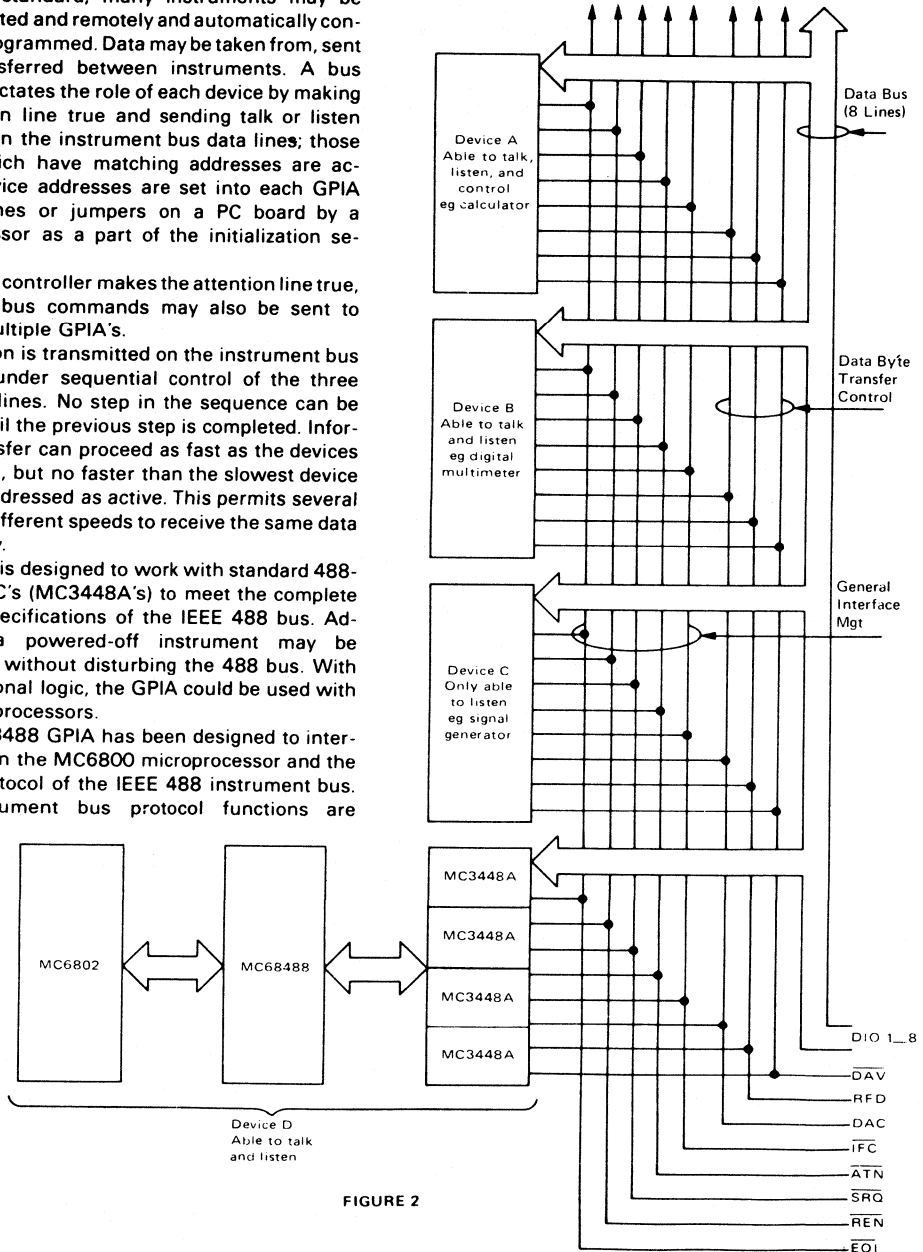 standard, many instruments may be
ted and remotely and automatically con-
ogrammed. Data may be taken from, sent
sferred between instruments. A bus
ctates the role of each device by making
n line true and sending talk or listen
n the instrument bus data lines; those
ich have matching addresses are ac-
vice addresses are set into each GPIA
nes or jumpers on a PC board by a
ssor as a part of the initialization se-
controller makes the attention line true,
bus commands may also be sent to
ultiple GPIA's.
on is transmitted on the instrument bus
under sequential control of the three
lines. No step in the sequence can be
il the previous step is completed. Infor-
sfer can proceed as fast as the devices
, but no faster than the slowest device
dressed as active. This permits several
ifferent speeds to receive the same data
y.
is designed to work with standard 488-
C's (MC3448A's) to meet the complete
ecifications of the IEEE 488 bus. Ad-
a powered-off instrument may be
without disturbing the 488 bus. With
onal logic, the GPIA could be used with
processors.
8488 GPIA has been designed to inter-
n the MC6800 microprocessor and the
tocol of the IEEE 488 instrument bus.
ument bus protocol functions are
Device A
Able to talk,
listen, and
control
eg calculator
Data Bus
(8 Lines)
Device B
Able to talk
and listen
eg digital
multimeter
Data Byte
Transfer
Control
Device C
Only able
to listen
eg signal
generator
General
Interface
Mgt
MC6802
MC68488
MC3448A
MC3448A
MC3448A
MC3448A
Device D
Able to talk
and listen
DIO 1__8
DAV
RFD
DAC
IFC
ATN
SRQ
REN
EOI
FIGURE 2